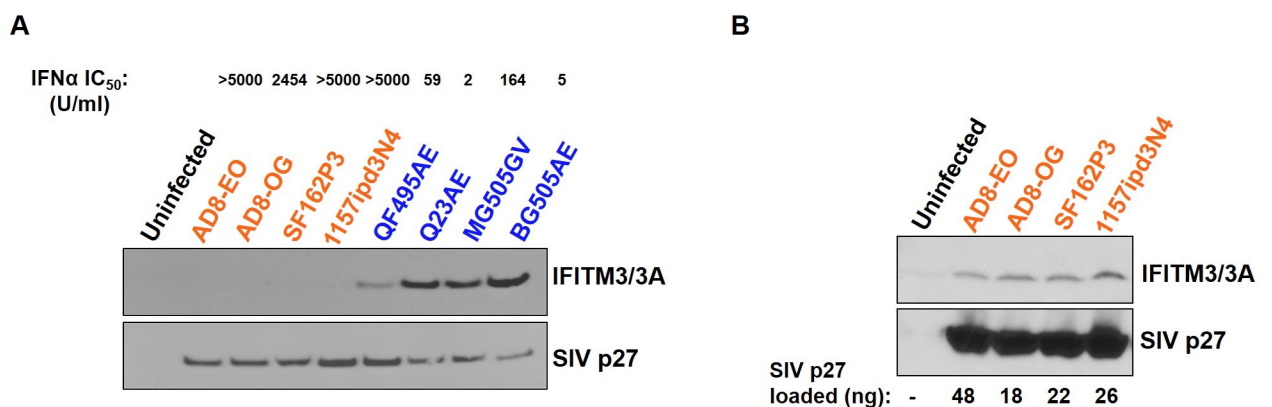 A
IFNα IC50:
(U/ml)
>5000 2454 >5000 >5000 59 2 164 5
Uninfected
AD8-EO
AD8-OG
SF162P3
1157ipd3N4
QF495AE
Q23AE
MG505GV
BG505AE
IFITM3/3A
SIV p27
B
Uninfected
AD8-EO
AD8-OG
SF162P3
1157ipd3N4
IFITM3/3A
SIV p27
SIV p27
loaded (ng): - 48 18 22 26